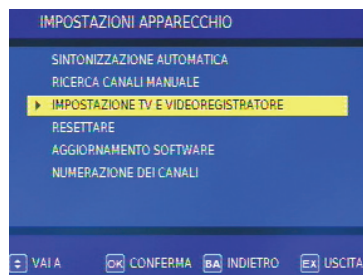 IMPOSTAZIONI APPARECCHIO
SINTONIZZAZIONE AUTOMATICA
RICERCA CANALI MANUALE
IMPOSTAZIONE TV E VIDEOREGISTRATORE
RESETTARE
AGGIORNAMENTO SOFTWARE
NUMERAZIONE DEI CANALI
VAI A OK CONFERMA BA INDIETRO EX USCITA